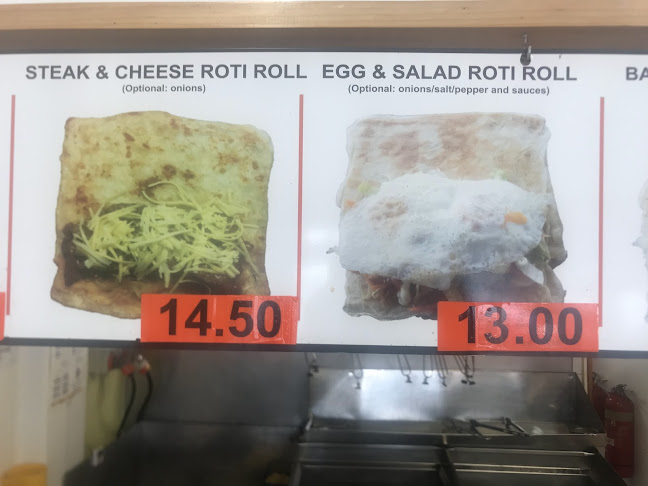 STEAK & CHEESE ROTI ROLL
(Optional: onions)
14.50
EGG & SALAD ROTI ROLL
(Optional: onions/salt/pepper and sauces)
13.00
BA